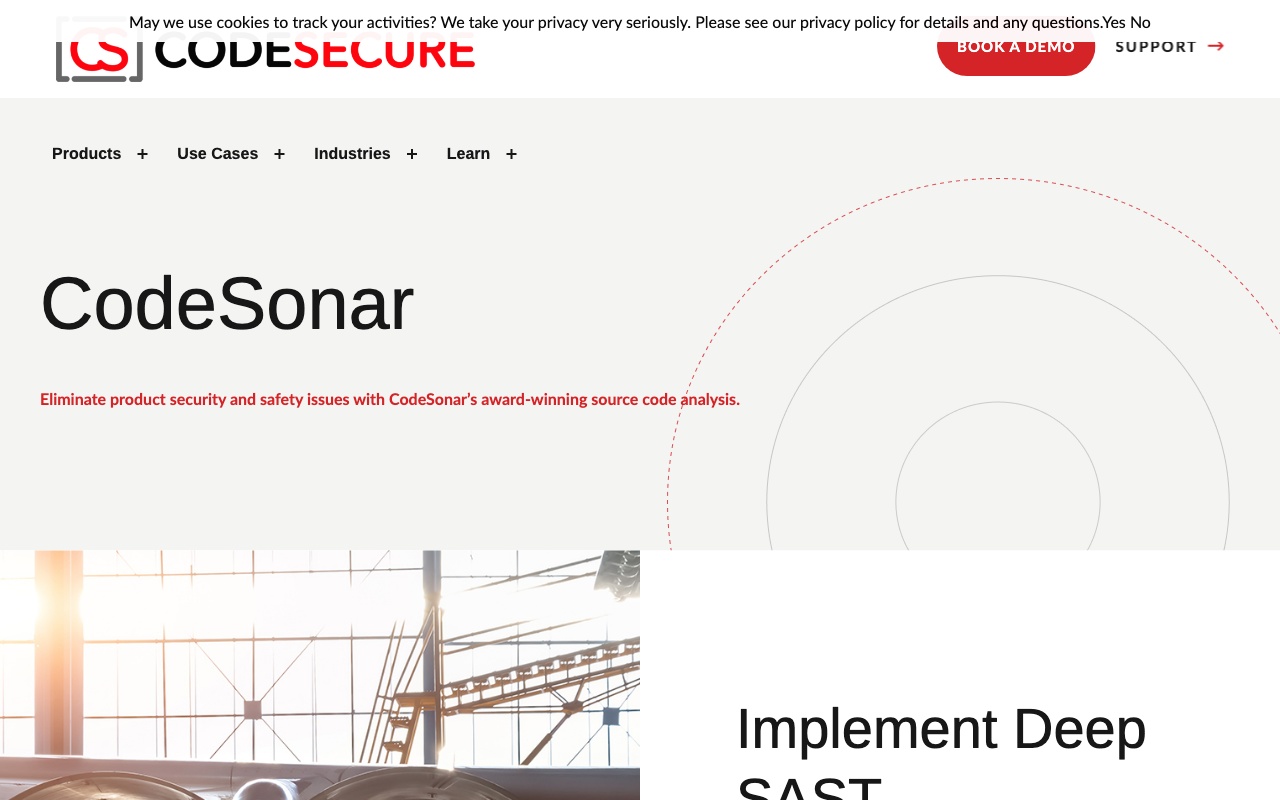 May we use cookies to track your activities? We take your privacy very seriously. Please see our privacy policy for details and any questions.Yes No
CS CODESECURE
BOOK A DEMO
SUPPORT →
Products +
Use Cases +
Industries +
Learn +
CodeSonar
Eliminate product security and safety issues with CodeSonar’s award-winning source code analysis.
Implement Deep
SAST